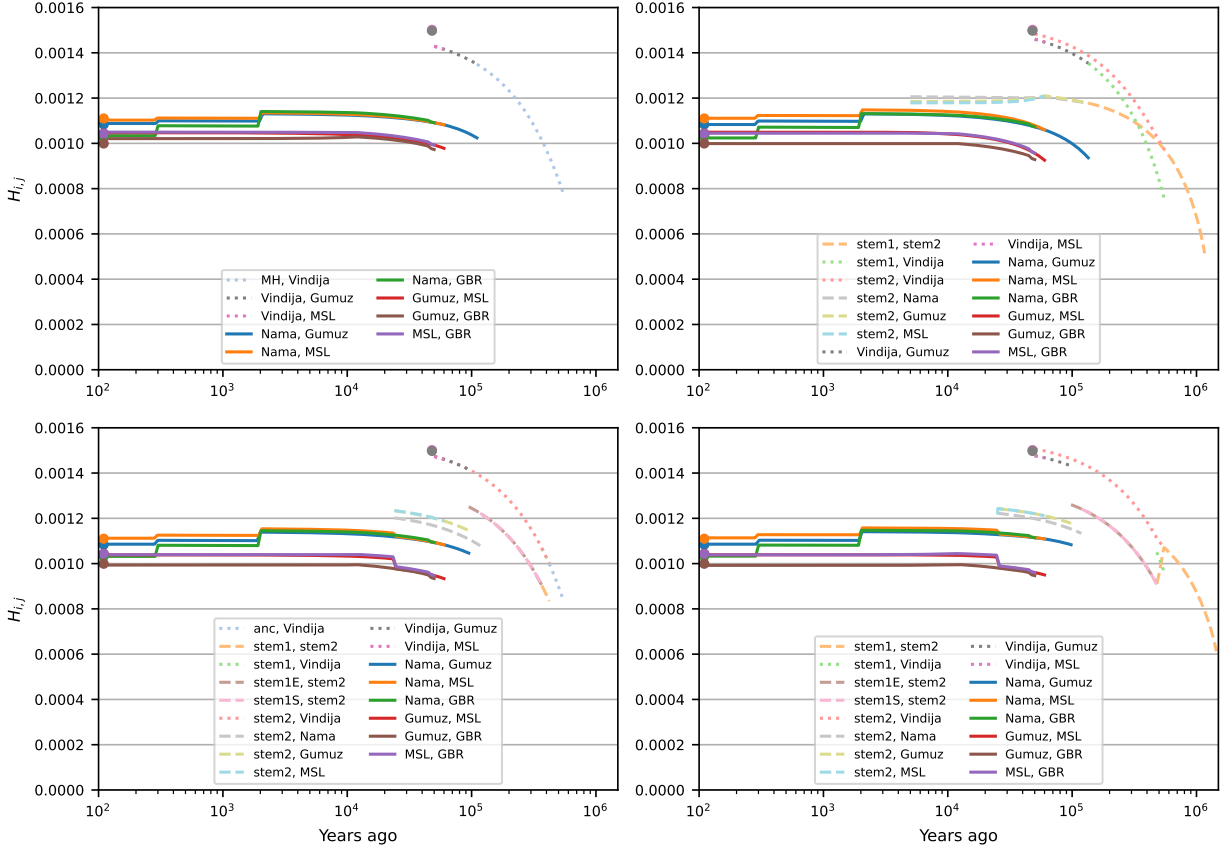 0.0016
0.0014
0.0012
0.0010
0.0008
0.0006
0.0004
0.0002
0.0000
H_{i,j}
10^2 10^3 10^4 10^5 10^6
MH, Vindija
Vindija, Gumuz
Vindija, MSL
Nama, Gumuz
Nama, MSL
Nama, GBR
Gumuz, MSL
Gumuz, GBR
MSL, GBR
0.0016
0.0014
0.0012
0.0010
0.0008
0.0006
0.0004
0.0002
0.0000
10^2 10^3 10^4 10^5 10^6
stem1, stem2
stem1, Vindija
stem2, Vindija
stem2, Nama
stem2, Gumuz
stem2, MSL
Vindija, Gumuz
Vindija, MSL
Nama, Gumuz
Nama, MSL
Nama, GBR
Gumuz, MSL
Gumuz, GBR
MSL, GBR
0.0016
0.0014
0.0012
0.0010
0.0008
0.0006
0.0004
0.0002
0.0000
H_{i,j}
10^2 10^3 10^4 10^5 10^6
Years ago
anc, Vindija
stem1, stem2
stem1, Vindija
stem1E, stem2
stem1S, stem2
stem2, Vindija
stem2, Nama
stem2, Gumuz
stem2, MSL
Vindija, Gumuz
Vindija, MSL
Nama, Gumuz
Nama, MSL
Nama, GBR
Gumuz, MSL
Gumuz, GBR
MSL, GBR
0.0016
0.0014
0.0012
0.0010
0.0008
0.0006
0.0004
0.0002
0.0000
10^2 10^3 10^4 10^5 10^6
Years ago
stem1, stem2
stem1, Vindija
stem1E, stem2
stem1S, stem2
stem2, Vindija
stem2, Nama
stem2, Gumuz
stem2, MSL
Vindija, Gumuz
Vindija, MSL
Nama, Gumuz
Nama, MSL
Nama, GBR
Gumuz, MSL
Gumuz, GBR
MSL, GBR